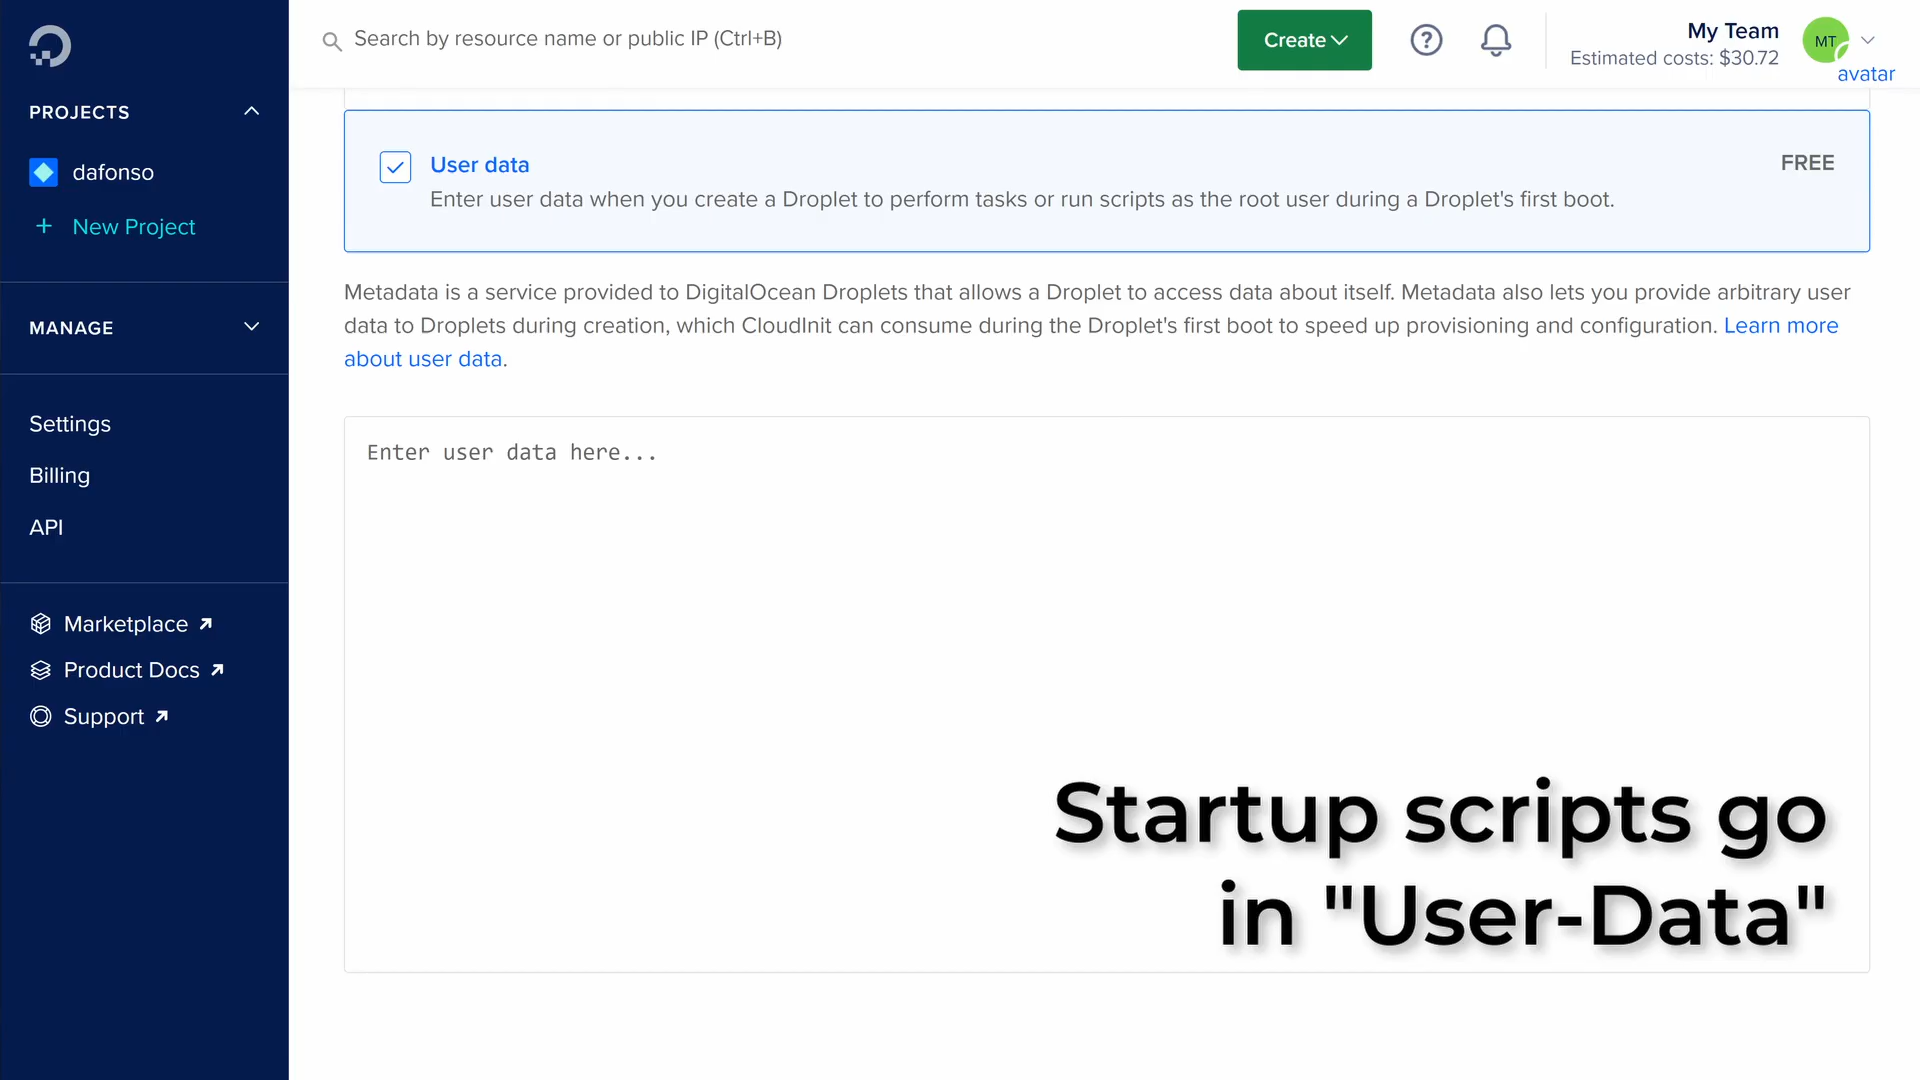 Search by resource name or public IP (Ctrl+B)
Create
My Team
Estimated costs: $30.72
MT
avatar
PROJECTS
dafonso
+ New Project
MANAGE
Settings
Billing
API
Marketplace
Product Docs
Support
User data
FREE
Enter user data when you create a Droplet to perform tasks or run scripts as the root user during a Droplet's first boot.
Metadata is a service provided to DigitalOcean Droplets that allows a Droplet to access data about itself. Metadata also lets you provide arbitrary user
data to Droplets during creation, which CloudInit can consume during the Droplet's first boot to speed up provisioning and configuration. Learn more
about user data.
Enter user data here...
Startup scripts go
in "User-Data"